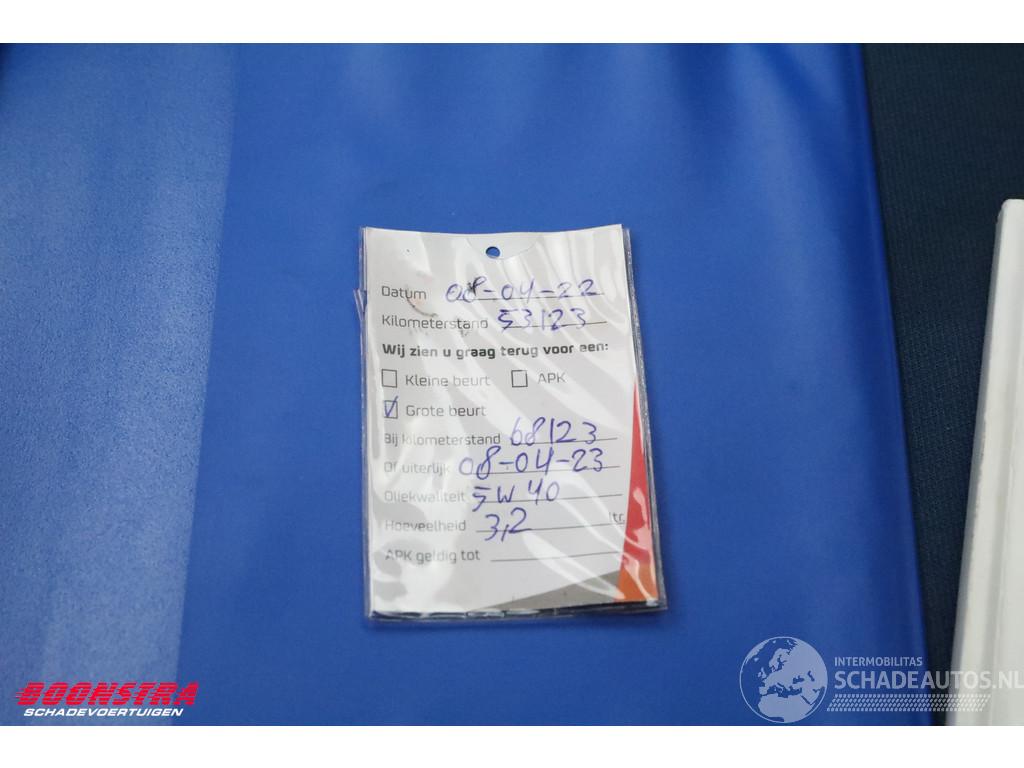 Datum 08-04-22
Kilometerstand 53123
Wij zien u graag terug voor een:
Kleine beurt APK
Grote beurt
Bij kilometerstand 68123
Of uiterlijk 08-04-23
Oliekwaliteit 5W40
Hoeveelheid 3,2 ltr.
APK geldig tot
BOONSTRA
SCHADEVOERTUIGEN
INTERMOBILITAS
SCHADEAUTOS.NL